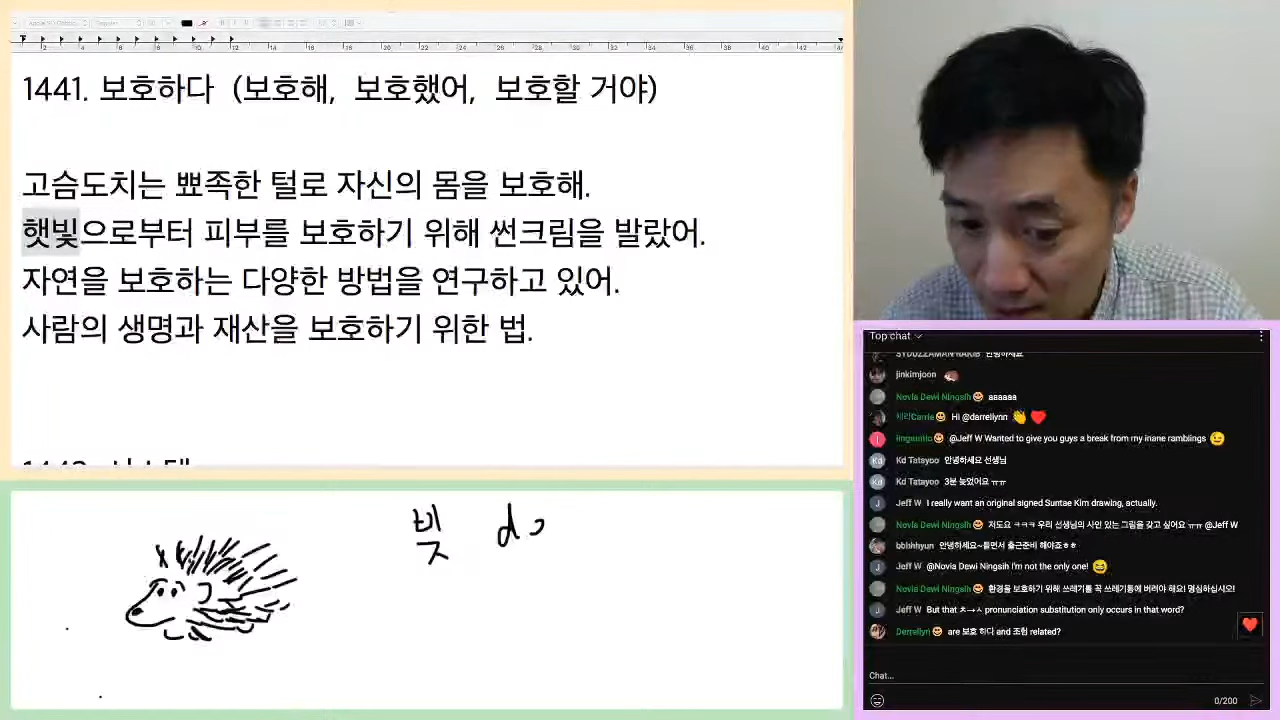 1441. 보호하다 (보호해, 보호했어, 보호할 거야)
고슴도치는 뾰족한 털로 자신의 몸을 보호해.
햇빛으로부터 피부를 보호하기 위해 썬크림을 발랐어.
자연을 보호하는 다양한 방법을 연구하고 있어.
사람의 생명과 재산을 보호하기 위한 법.
Top chat
안녕하세요
jinkimjoon
Novia Dewi Ningsih aaaaaa
Carrie Hi @darrellynn
@Jeff W Wanted to give you guys a break from my inane ramblings
Kd Tatayoo 안녕하세요 선생님
Kd Tatayoo 3분 늦었어요 ㅠㅠ
Jeff W I really want an original signed Suntae Kim drawing, actually.
Novia Dewi Ningsih 저도요 ㅋㅋㅋ 우리 선생님의 사인 있는 그림을 갖고 싶어요 ㅠㅠ @Jeff W
bbhhhyun 안녕하세요~들면서 출근준비 해야죠ㅎㅎ
Jeff W @Novia Dewi Ningsih I'm not the only one!
Novia Dewi Ningsih 환경을 보호하기 위해 쓰레기를 꼭 쓰레기통에 버려야 해요! 명심하십시오!
Jeff W But that ㅊ→ㅅ pronunciation substitution only occurs in that word?
Derrellyn are 보호 하다 and 조험 related?
Chat...
0/200